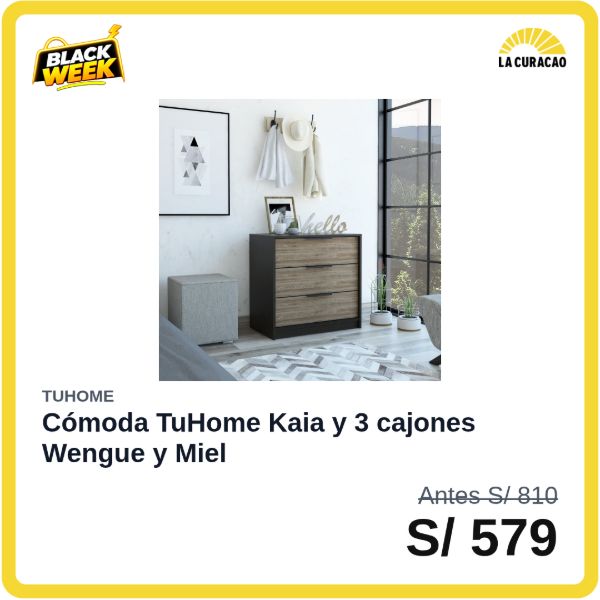 BLACK
WEEK
LA CURACAO
hello
TUHOME
Cómoda TuHome Kaia y 3 cajones
Wengue y Miel
Antes S/ 810
S/ 579